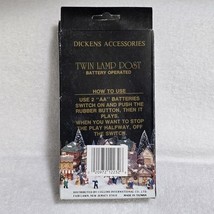 DICKENS ACCESSORIES
TWIN LAMP POST
BATTERY OPERATED
HOW TO USE
USE 2 "AA" BATTERIES
SWITCH ON AND PUSH THE
RUBBER BUTTON, THEN IT
PLAYS.
WHEN YOU WANT TO STOP
THE PLAY HALFWAY, OFF
THE SWITCH